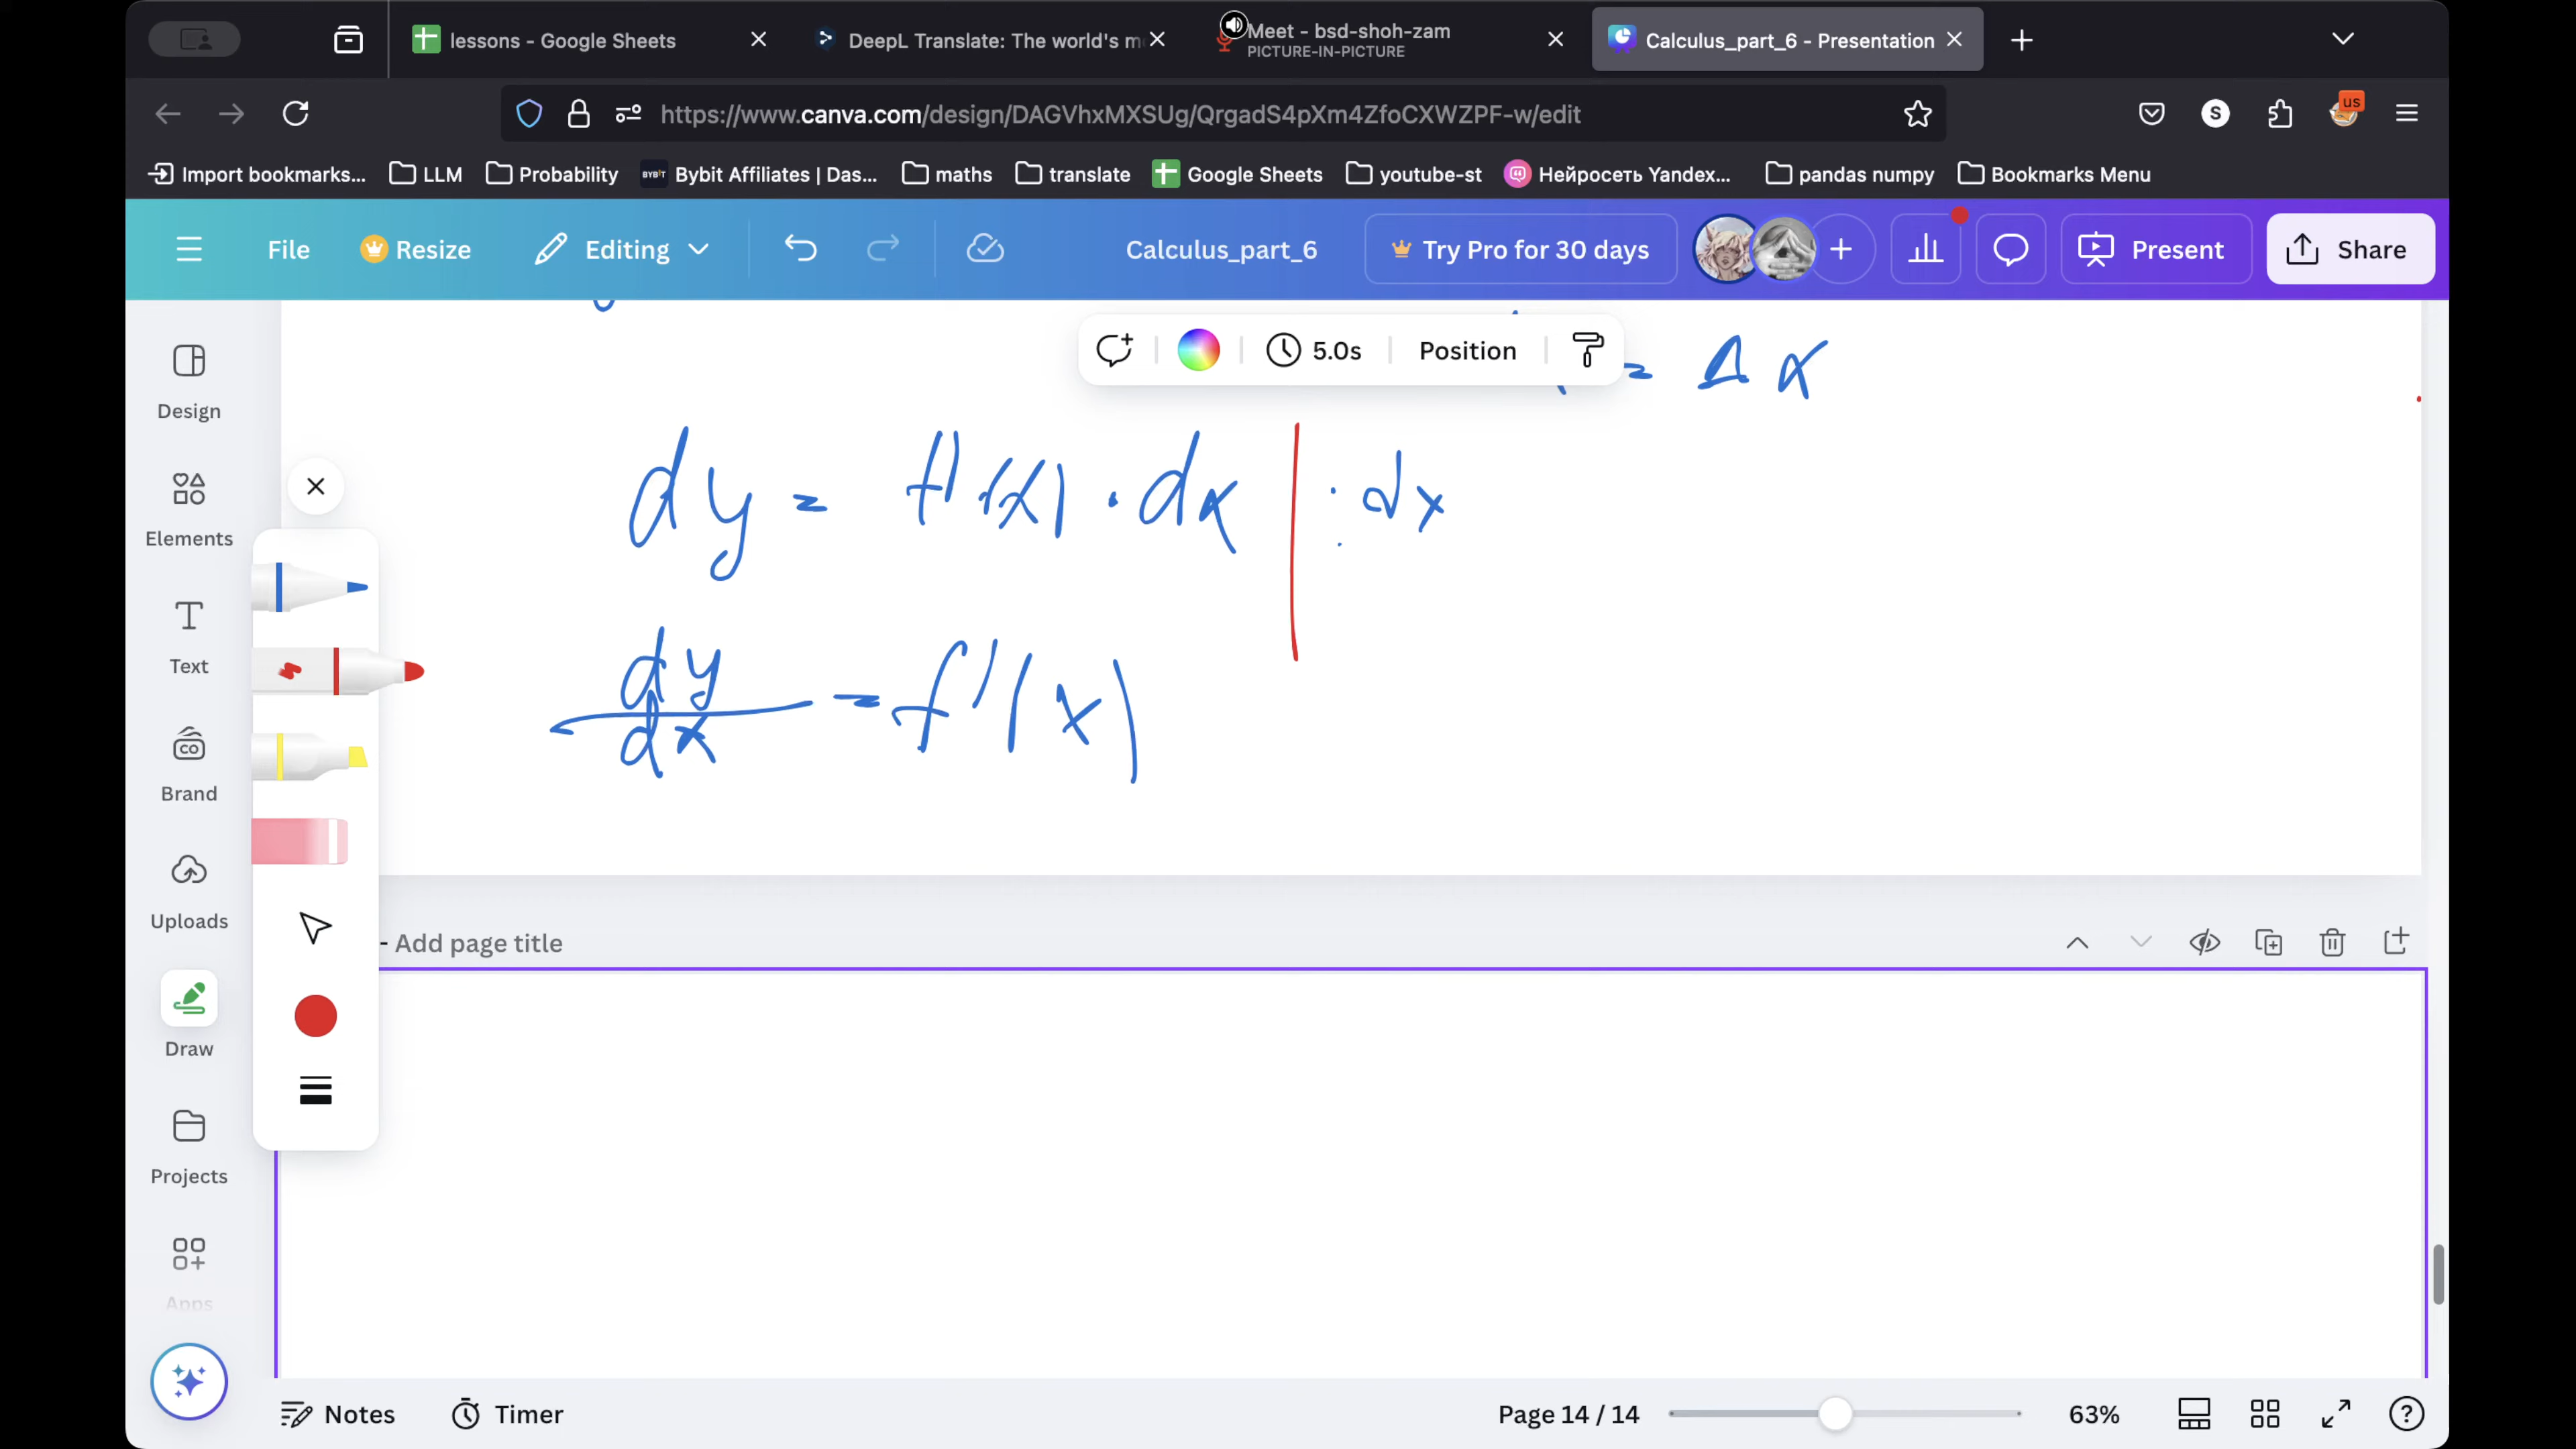 lessons - Google Sheets
DeepL Translate: The world's m
Meet - bsd-shoh-zam
PICTURE-IN-PICTURE
Calculus_part_6 - Presentation
https://www.canva.com/design/DAGVhxMXSUg/QrgadS4pXm4ZfoCXWZPF-w/edit
S
us
Import bookmarks...
LLM
Probability
BYBIT
Bybit Affiliates | Das...
maths
translate
Google Sheets
youtube-st
Нейросеть Yandex...
pandas numpy
Bookmarks Menu
File
Resize
Editing
Calculus_part_6
Try Pro for 30 days
Present
Share
5.0s
Position
= Δx
dy = f'(x) · dx | : dx
dy/dx = f'(x)
Design
Elements
Text
Brand
Uploads
Draw
Projects
Apps
- Add page title
Notes
Timer
Page 14 / 14
63%